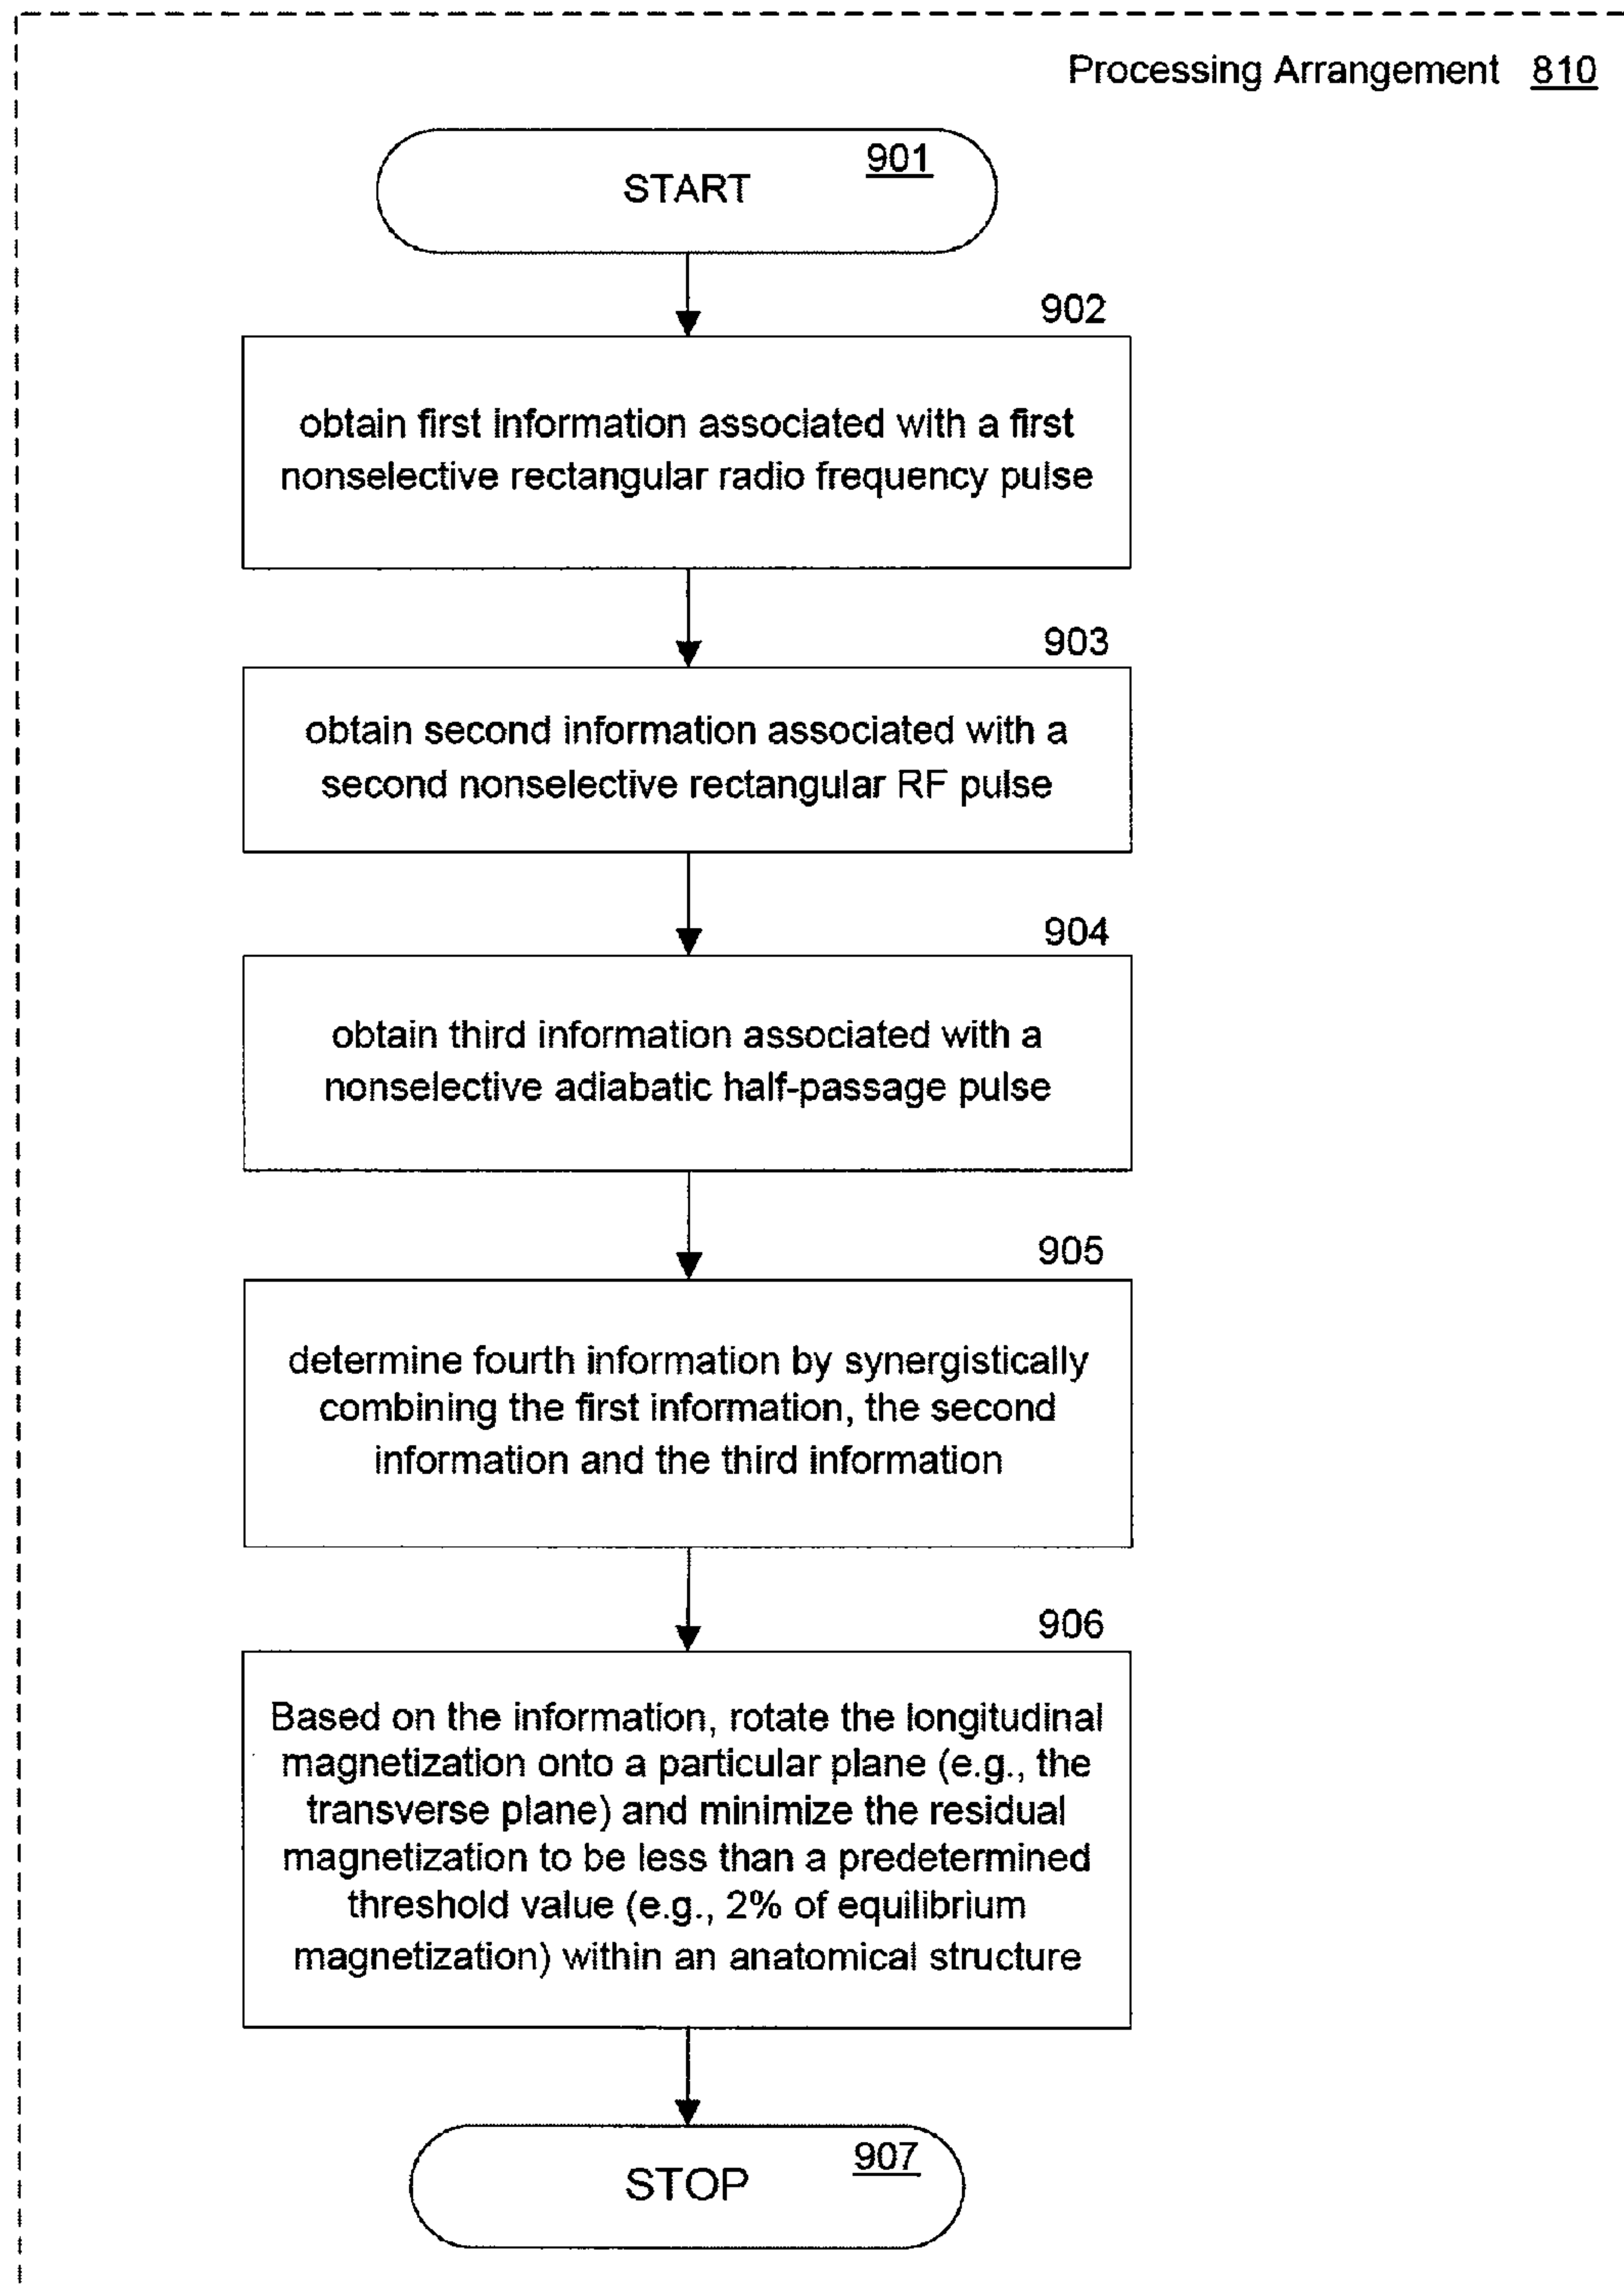 Processing Arrangement 810
901
START
902
obtain first information associated with a first
nonselective rectangular radio frequency pulse
903
obtain second information associated with a
second nonselective rectangular RF pulse
904
obtain third information associated with a
nonselective adiabatic half-passage pulse
905
determine fourth information by synergistically
combining the first information, the second
information and the third information
906
Based on the information, rotate the longitudinal
magnetization onto a particular plane (e.g., the
transverse plane) and minimize the residual
magnetization to be less than a predetermined
threshold value (e.g., 2% of equilibrium
magnetization) within an anatomical structure
907
STOP